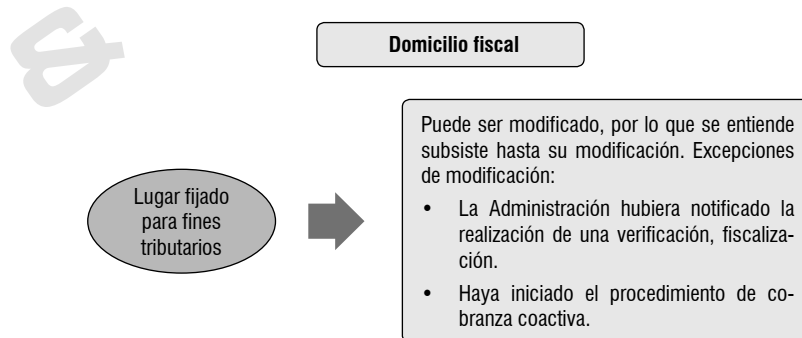 Domicilio fiscal
Lugar fijado
para fines
tributarios
Puede ser modificado, por lo que se entiende
subsiste hasta su modificación. Excepciones
de modificación:
• La Administración hubiera notificado la
realización de una verificación, fiscaliza-
ción.
• Haya iniciado el procedimiento de co-
branza coactiva.